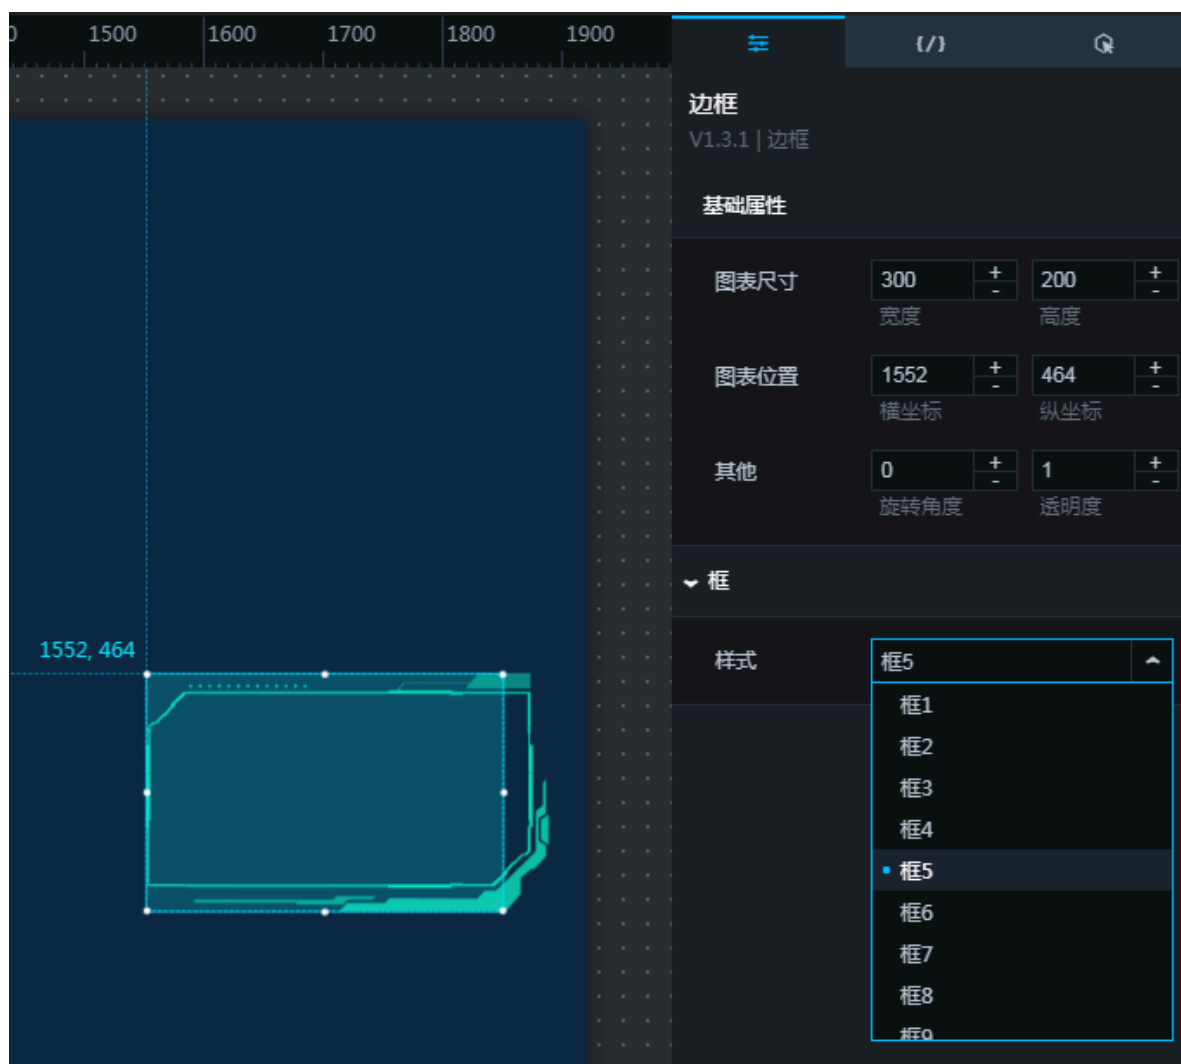 1500 1600 1700 1800 1900
{/}
边框
V1.3.1 | 边框
基础属性
图表尺寸 300 + - 200 + -
宽度 高度
图表位置 1552 + - 464 + -
横坐标 纵坐标
其他 0 + - 1 + -
旋转角度 透明度
框
1552, 464
样式 框5
框1
框2
框3
框4
框5
框6
框7
框8
框9